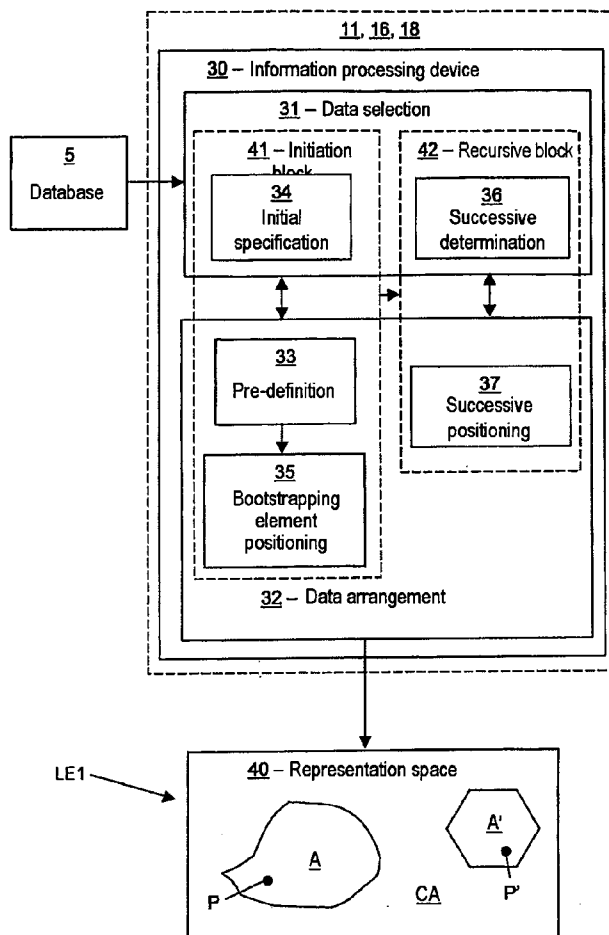 11, 16, 18
30 – Information processing device
31 – Data selection
5
Database
41 – Initiation block
34
Initial
specification
42 – Recursive block
36
Successive
determination
33
Pre-definition
37
Successive
positioning
35
Bootstrapping
element
positioning
32 – Data arrangement
LE1
40 – Representation space
A
P
A'
P'
CA